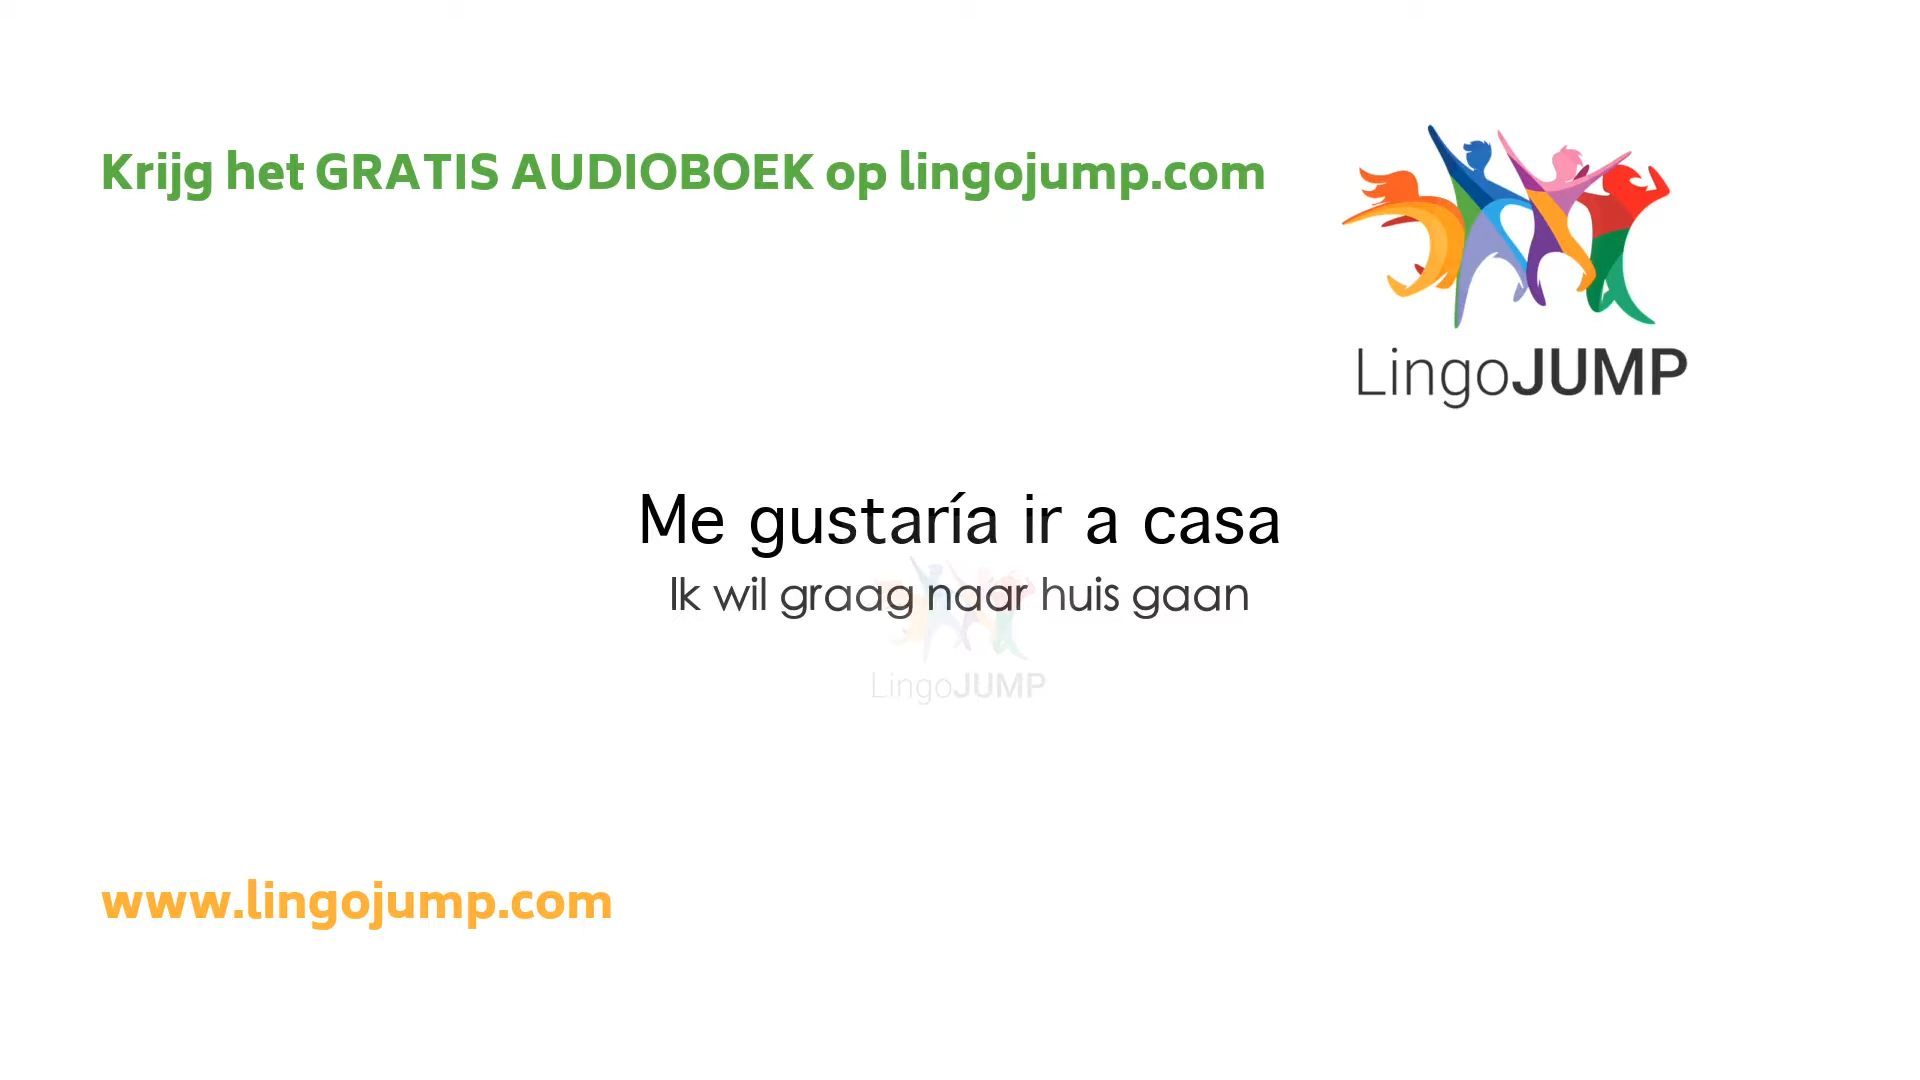 Krijg het GRATIS AUDIOBOEK op lingojump.com
LingoJUMP
Me gustaría ir a casa
Ik wil graag naar huis gaan
LingoJUMP
www.lingojump.com